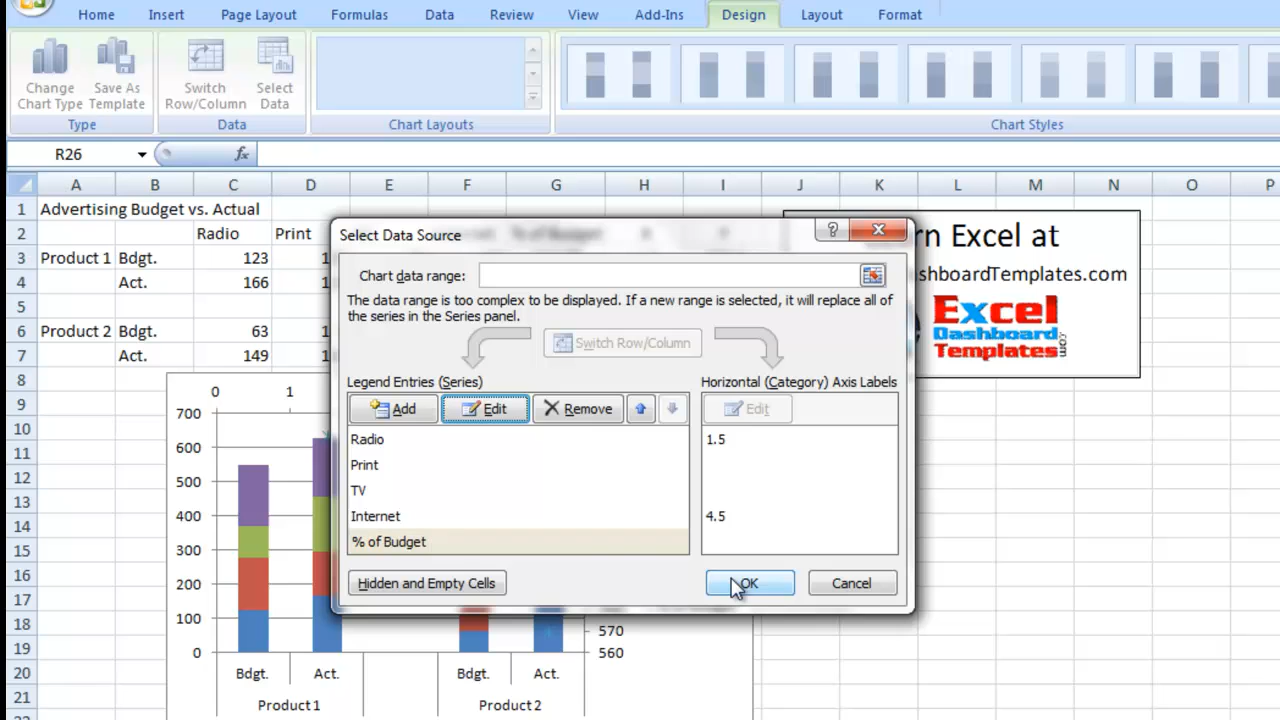 Home Insert Page Layout Formulas Data Review View Add-Ins Design Layout Format
Change Chart Type
Save As Template
Switch Row/Column
Select Data
Type Data Chart Layouts Chart Styles
R26 fx
A B C D E F G H I J K L M N O P
1 Advertising Budget vs. Actual
2 Radio Print % of Budget
3 Product 1 Bdgt. 123 1
4 Act. 166 1
5
6 Product 2 Bdgt. 63 1
7 Act. 149 1
8
9
10
11
12
13
14
15
16
17
18
19
20
21
n Excel at
shboardTemplates.com
Excel
Dashboard
Templates.com
Select Data Source
?
Chart data range:
The data range is too complex to be displayed. If a new range is selected, it will replace all of
the series in the Series panel.
Switch Row/Column
Legend Entries (Series)
Horizontal (Category) Axis Labels
Add Edit Remove
Edit
Radio
Print
TV
Internet
% of Budget
1.5
4.5
Hidden and Empty Cells
OK
Cancel
0 1
700
600
500
400
300
200
100
0
570
560
Bdgt. Act. Bdgt. Act.
Product 1 Product 2